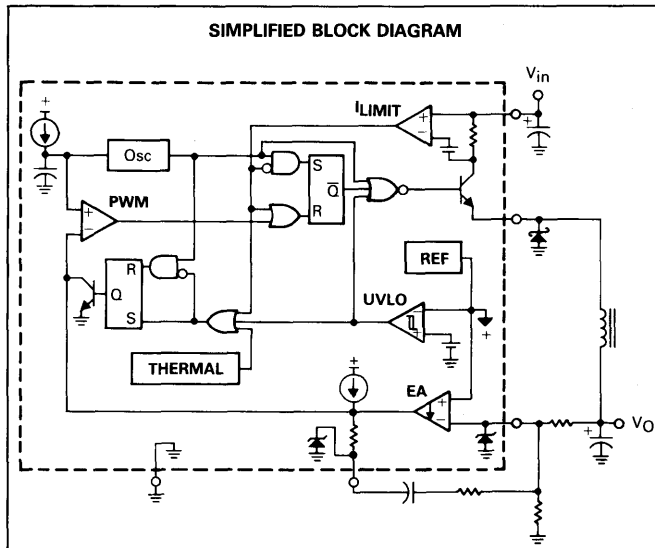 SIMPLIFIED BLOCK DIAGRAM
Vin
+
ILIMIT
+
-
+
Osc
S
Q̅
R
PWM
+
-
REF
R
Q
S
UVLO
-
+
+
THERMAL
+
EA
+
-
+
VO